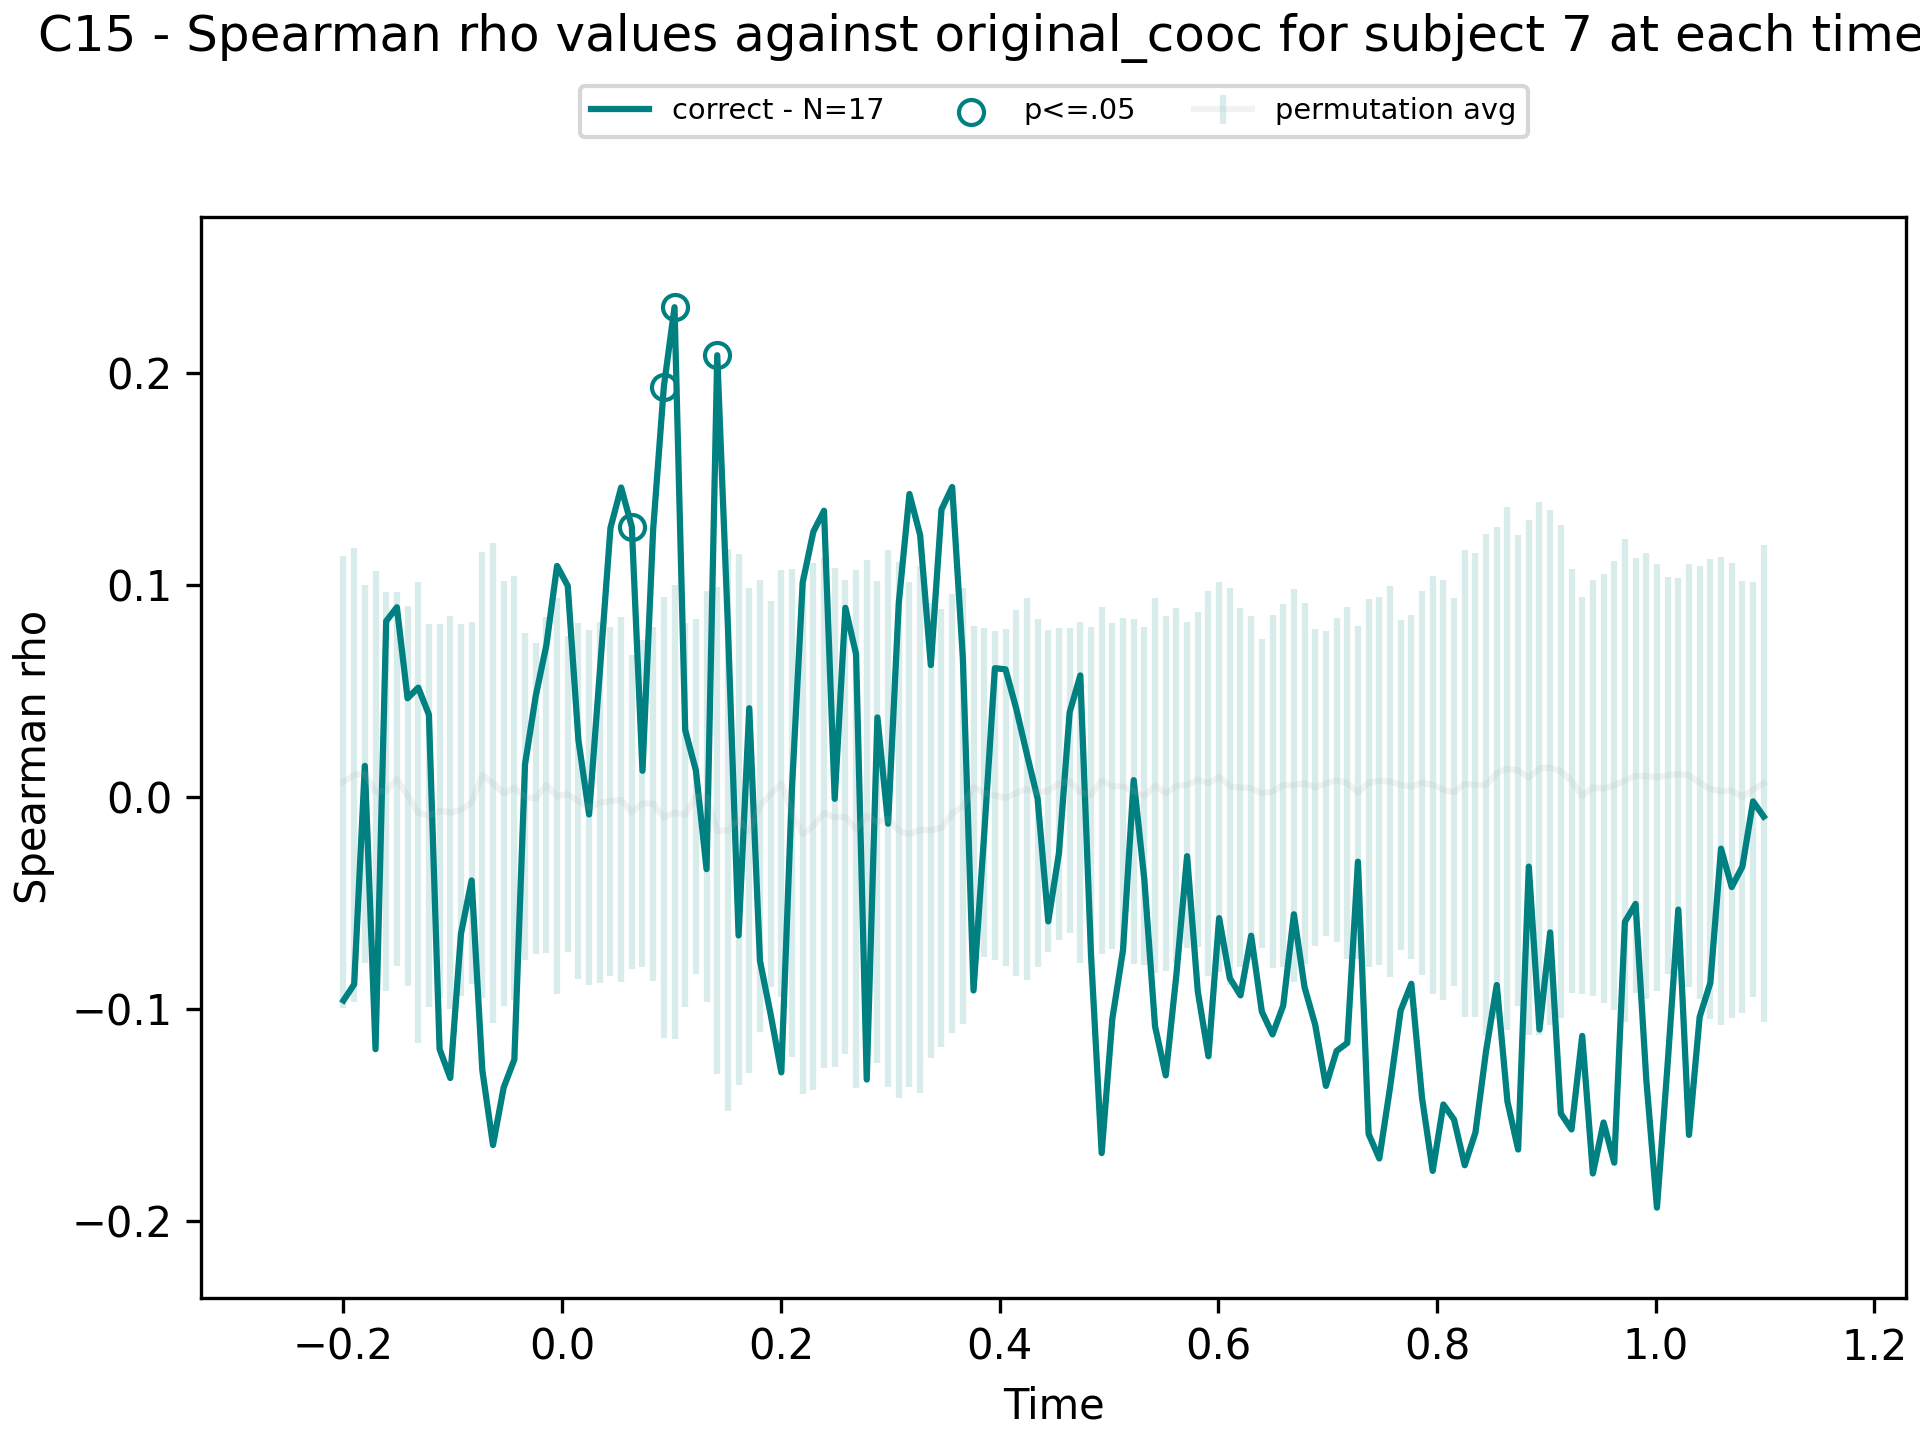 C15 - Spearman rho values against original_cooc for subject 7 at each time
correct - N=17 p<=.05 permutation avg
Spearman rho
0.2
0.1
0.0
−0.1
−0.2
−0.2 0.0 0.2 0.4 0.6 0.8 1.0 1.2
Time